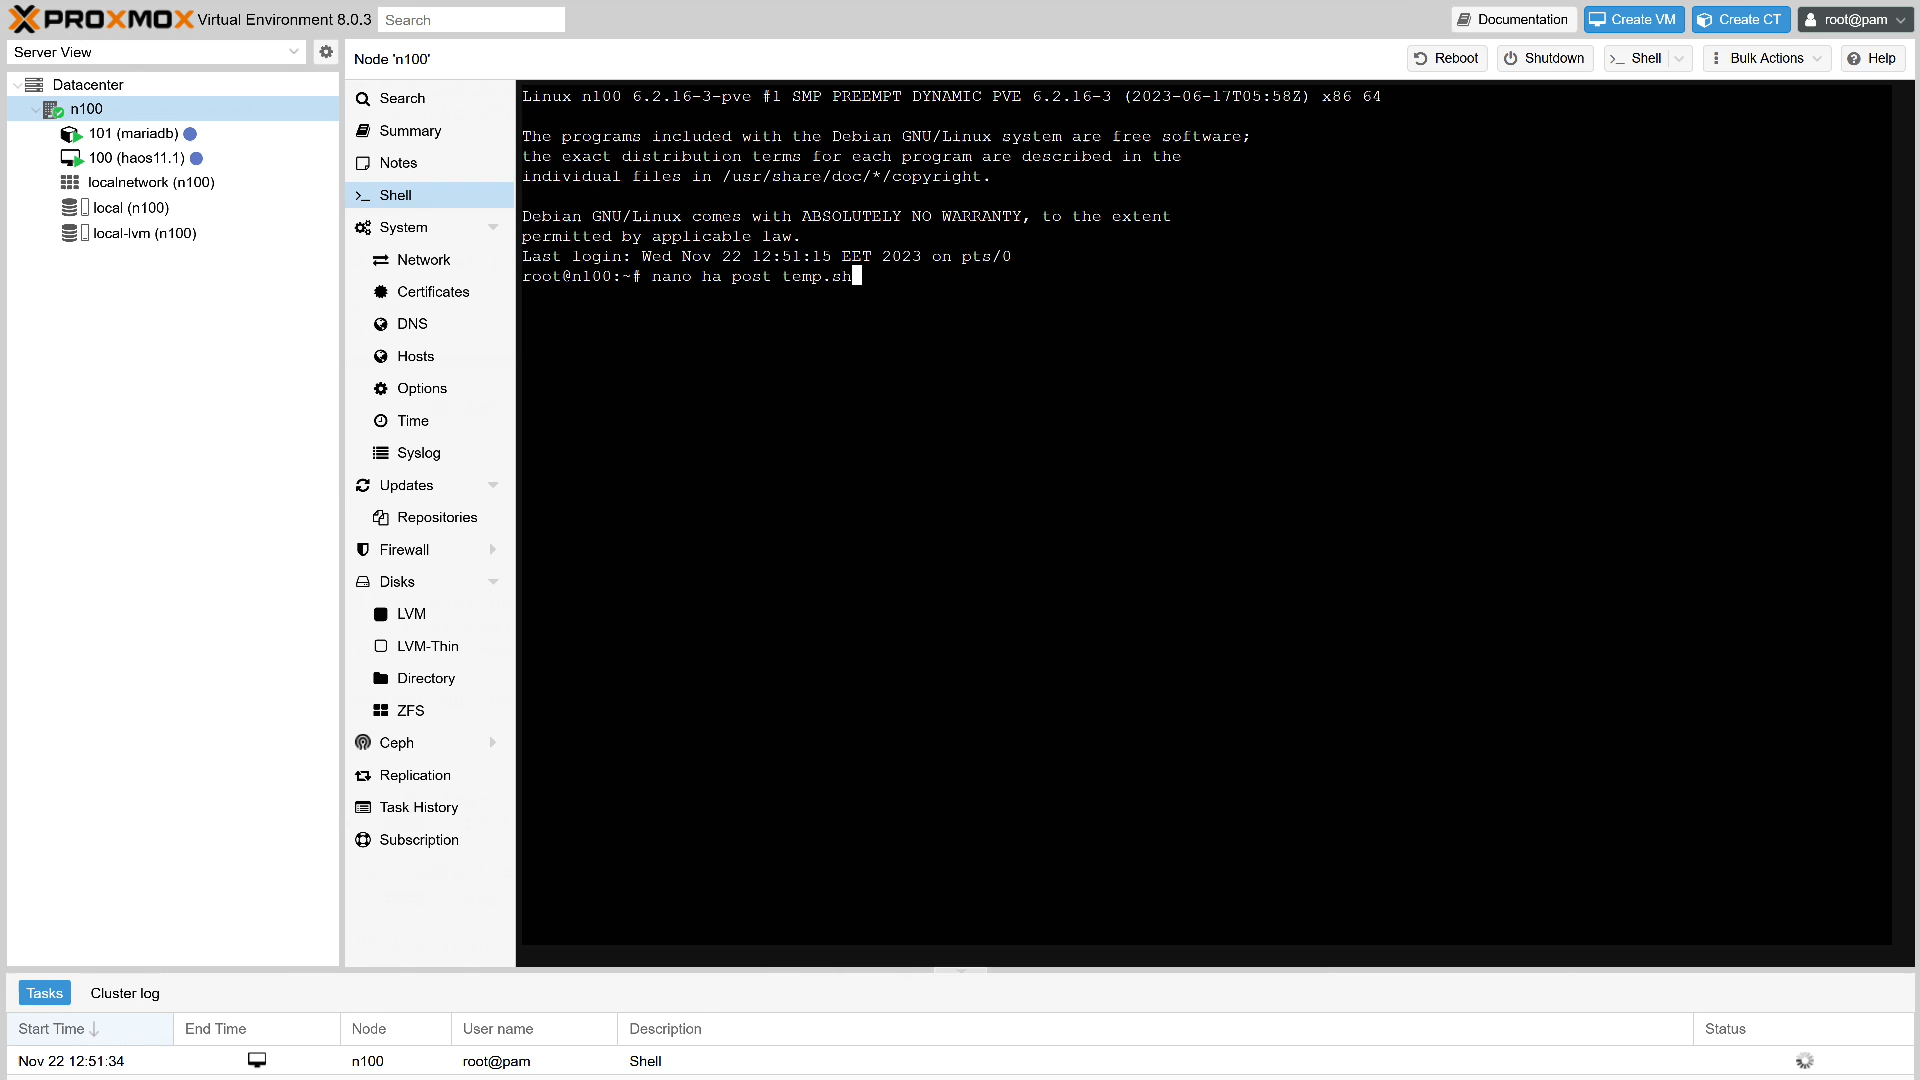 PROXMOX Virtual Environment 8.0.3 Search Documentation Create VM Create CT root@pam
Server View
Node 'n100' Reboot Shutdown >_ Shell Bulk Actions Help
Datacenter
n100
101 (mariadb)
100 (haos11.1)
localnetwork (n100)
local (n100)
local-lvm (n100)
Search
Summary
Notes
>_ Shell
System
Network
Certificates
DNS
Hosts
Options
Time
Syslog
Updates
Repositories
Firewall
Disks
LVM
LVM-Thin
Directory
ZFS
Ceph
Replication
Task History
Subscription
Linux n100 6.2.16-3-pve #1 SMP PREEMPT DYNAMIC PVE 6.2.16-3 (2023-06-17T05:58Z) x86 64
The programs included with the Debian GNU/Linux system are free software;
the exact distribution terms for each program are described in the
individual files in /usr/share/doc/*/copyright.
Debian GNU/Linux comes with ABSOLUTELY NO WARRANTY, to the extent
permitted by applicable law.
Last login: Wed Nov 22 12:51:15 EET 2023 on pts/0
root@n100:~# nano ha post temp.sh
Tasks Cluster log
Start Time End Time Node User name Description Status
Nov 22 12:51:34 n100 root@pam Shell